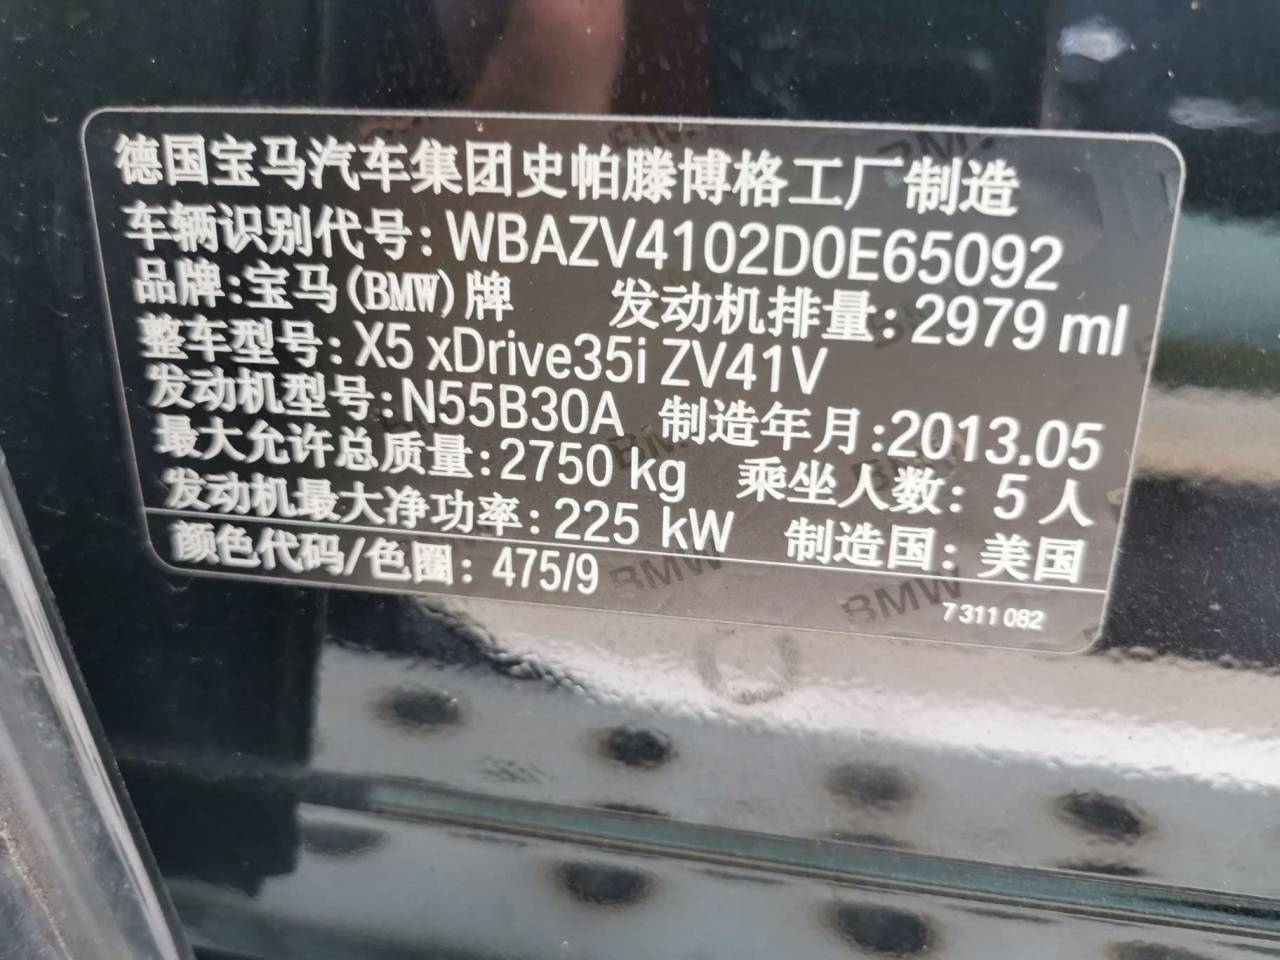 德国宝马汽车集团史帕滕博格工厂制造
车辆识别代号: WBAZV4102D0E65092
品牌:宝马(BMW)牌 发动机排量: 2979 ml
整车型号: X5 xDrive35i ZV41V
发动机型号:N55B30A 制造年月:2013.05
最大允许总质量:2750 kg 乘坐人数: 5 人
发动机最大净功率: 225 kW 制造国: 美国
颜色代码/色圈: 475/9
7311082